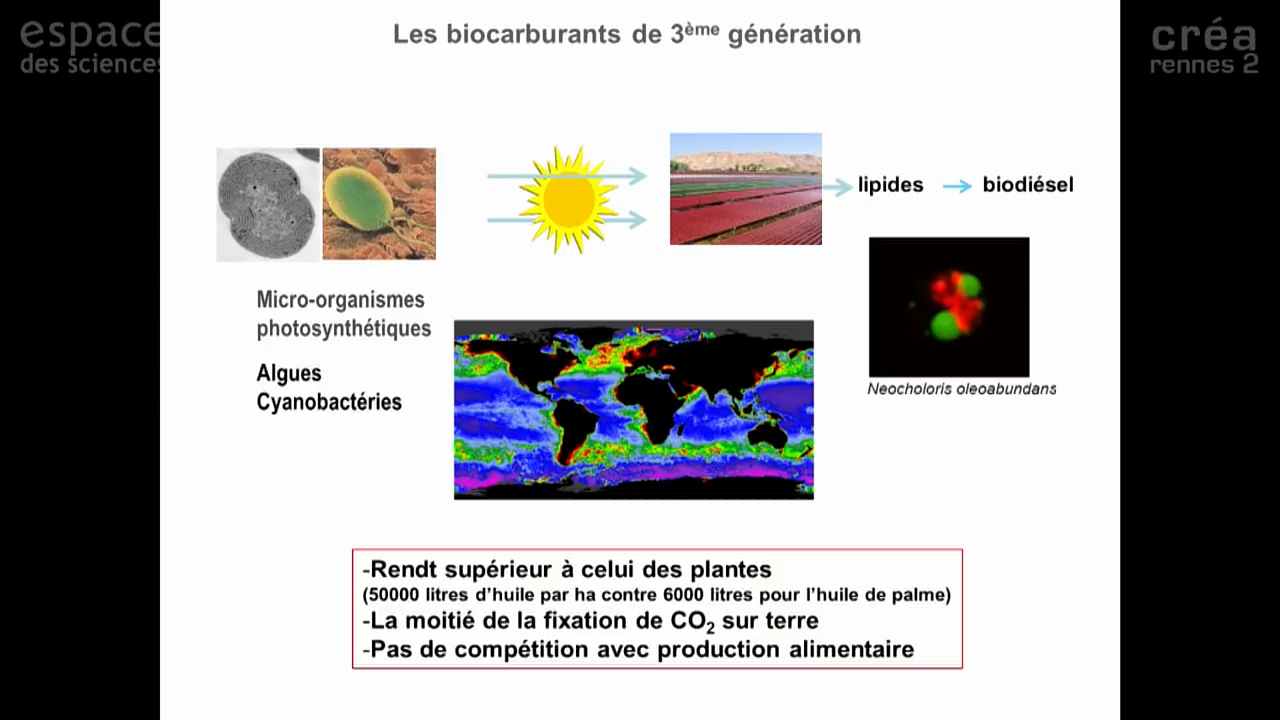 espace
des sciences
créa
rennes 2
Les biocarburants de 3ème génération
lipides
biodiésel
Micro-organismes
photosynthétiques
Algues
Cyanobactéries
Neocholoris oleoabundans
-Rendt supérieur à celui des plantes
(50000 litres d'huile par ha contre 6000 litres pour l'huile de palme)
-La moitié de la fixation de CO2 sur terre
-Pas de compétition avec production alimentaire